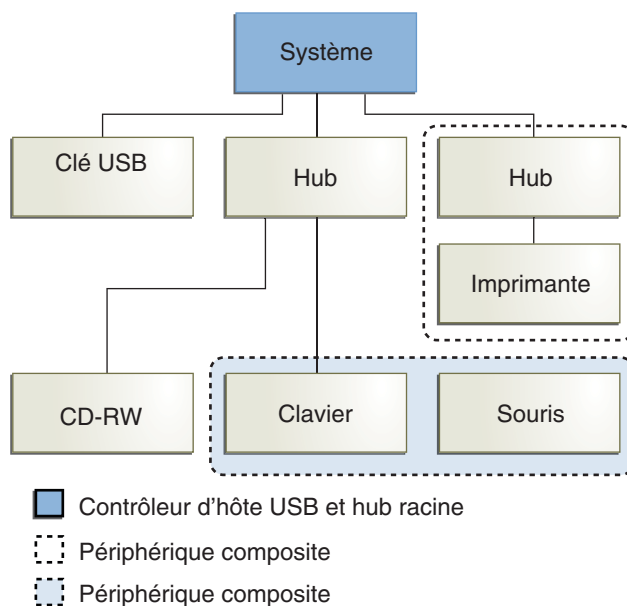 Système
Clé USB
Hub
Hub
Imprimante
CD-RW
Clavier
Souris
Contrôleur d'hôte USB et hub racine
Périphérique composite
Périphérique composite